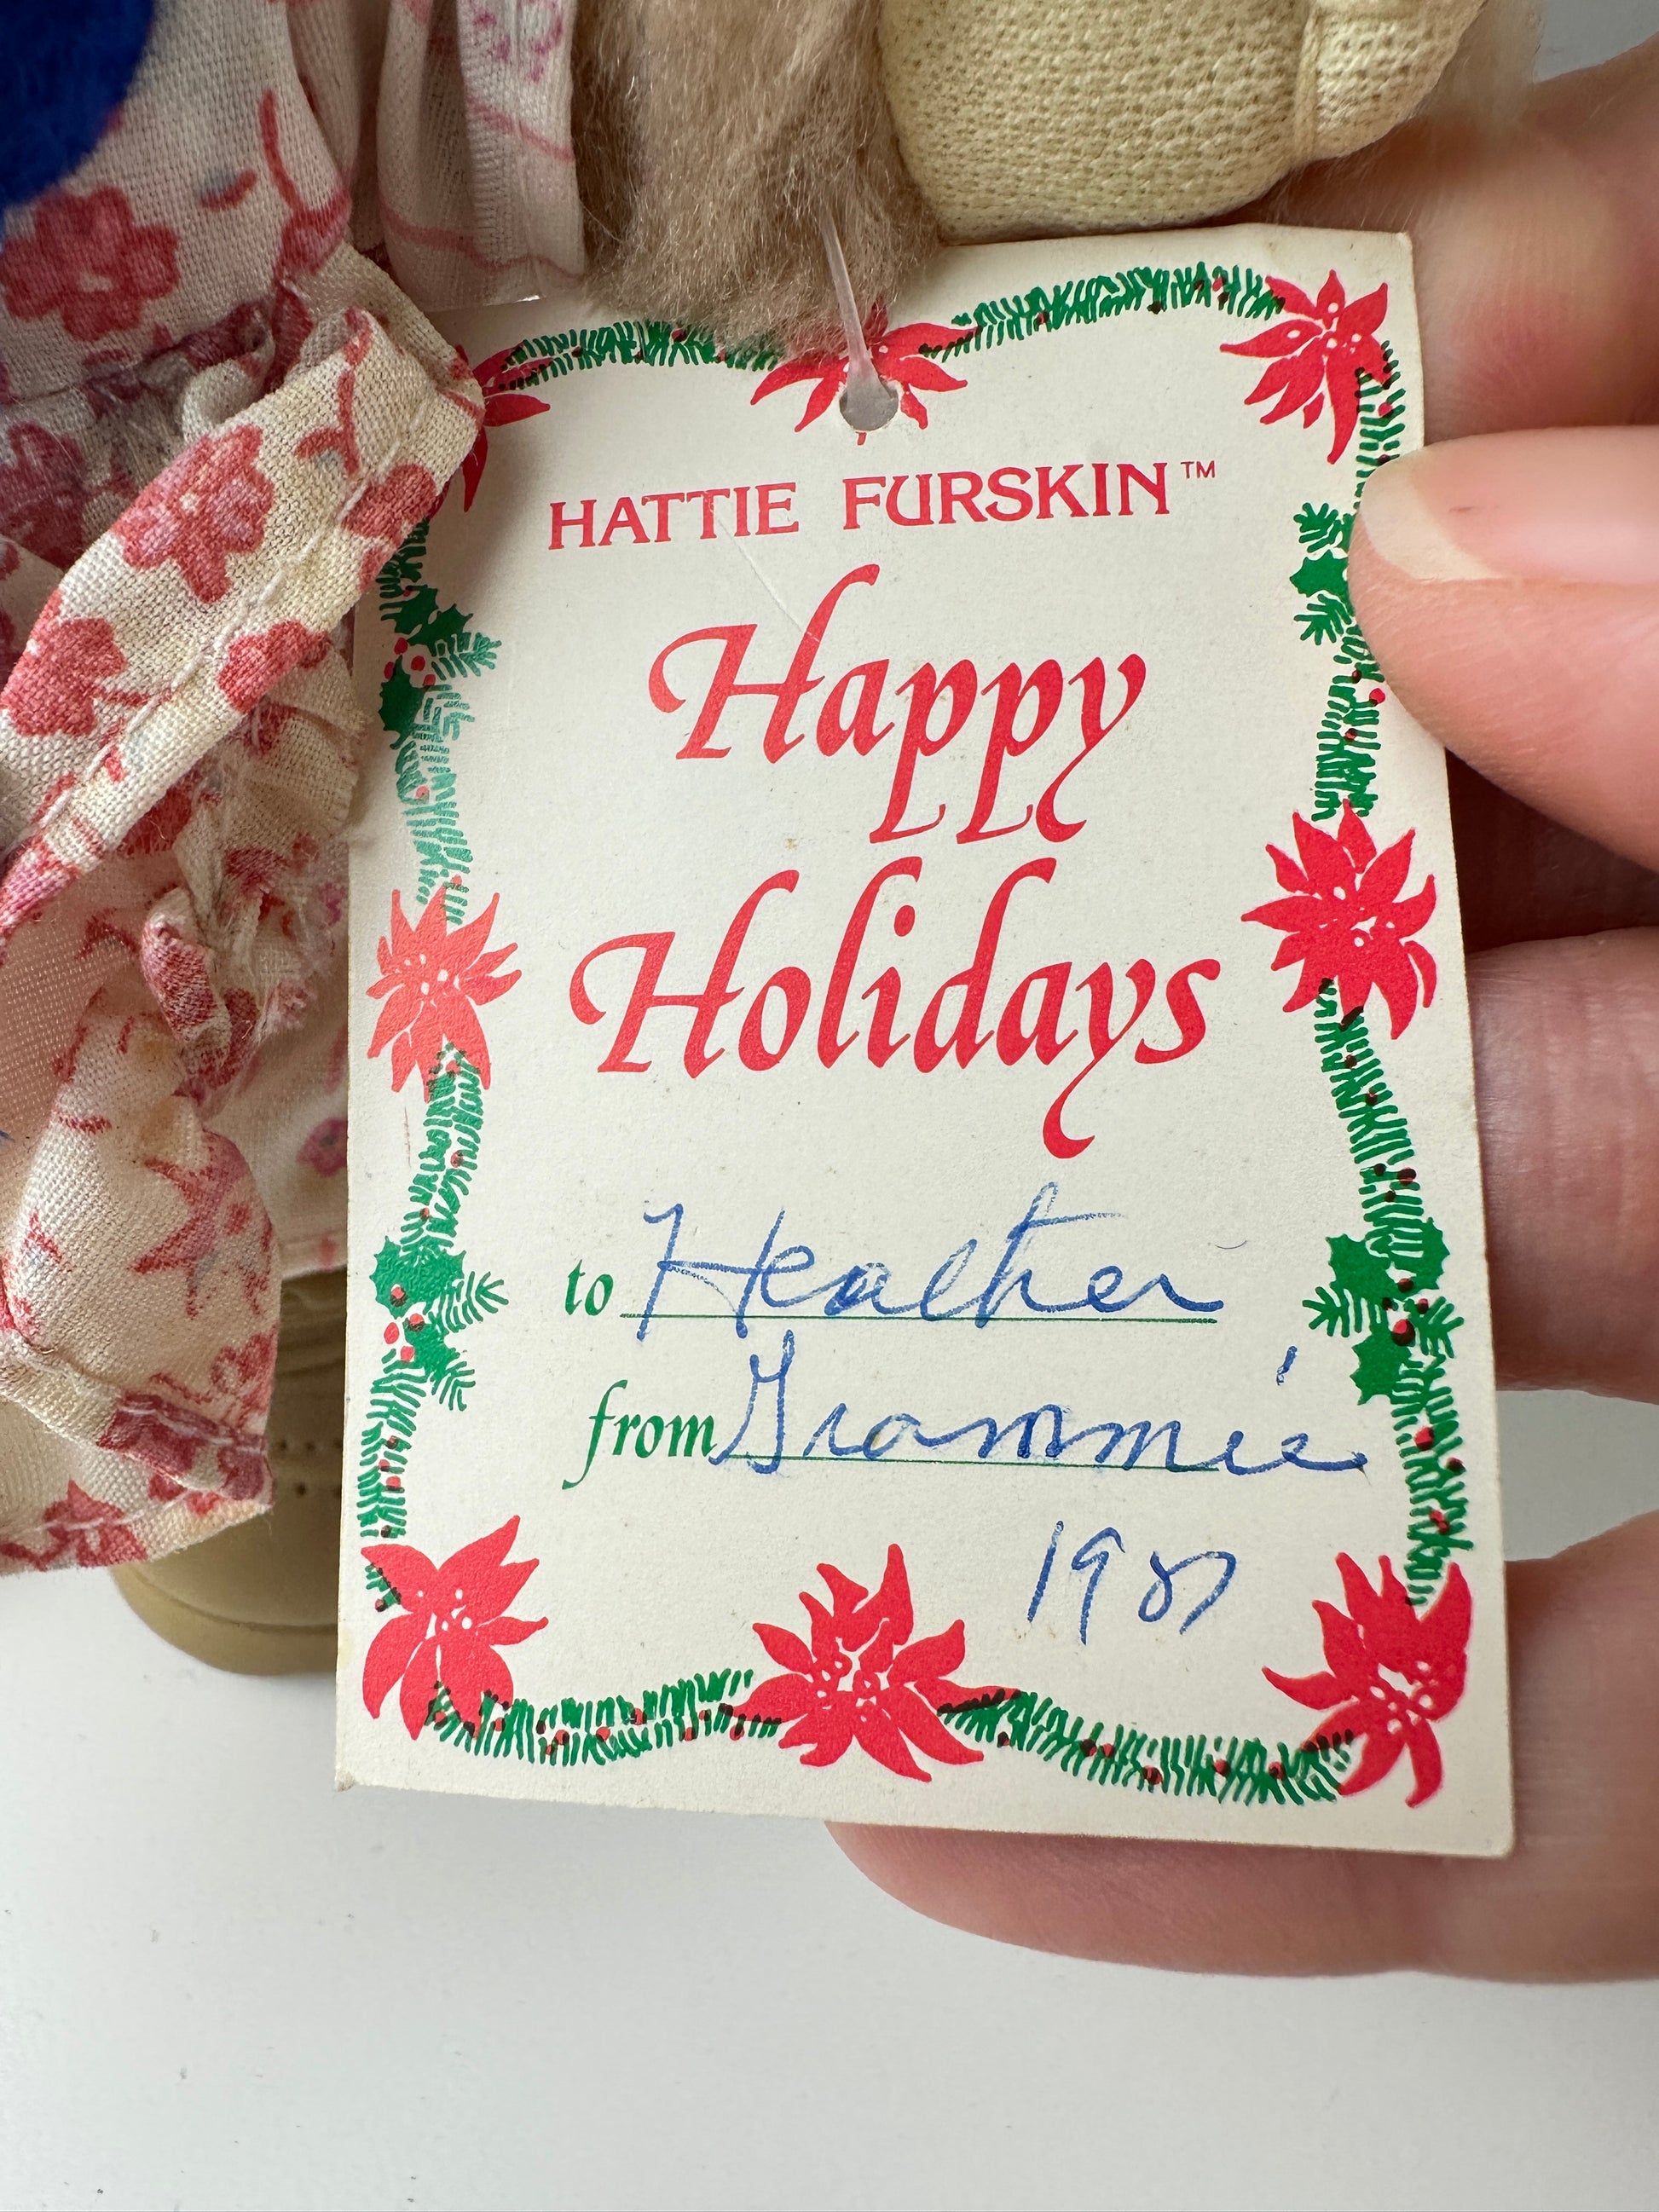 HATTIE FURSKIN™
Happy
Holidays
to Heather
from Grammie
1987